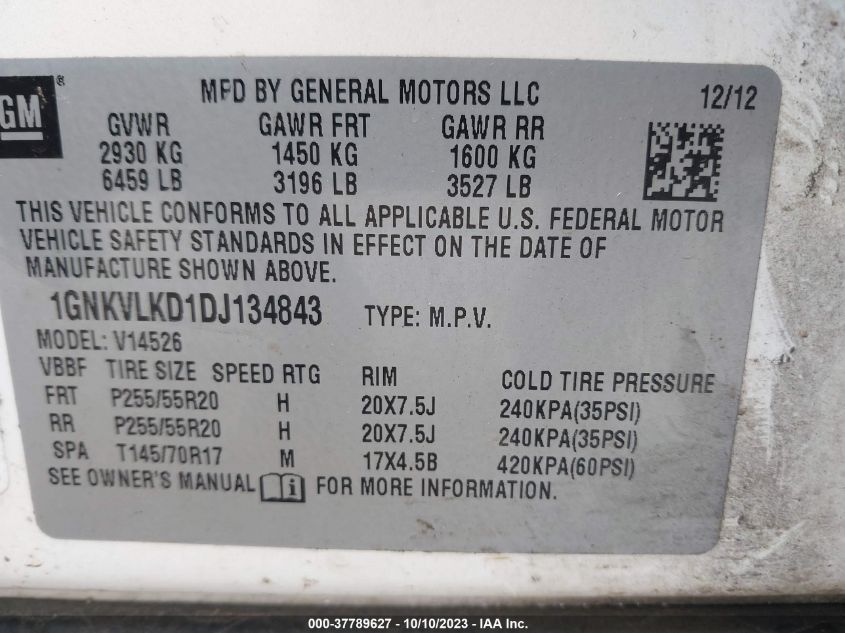 GM ®
MFD BY GENERAL MOTORS LLC 12/12
GVWR GAWR FRT GAWR RR
2930 KG 1450 KG 1600 KG
6459 LB 3196 LB 3527 LB
THIS VEHICLE CONFORMS TO ALL APPLICABLE U.S. FEDERAL MOTOR
VEHICLE SAFETY STANDARDS IN EFFECT ON THE DATE OF
MANUFACTURE SHOWN ABOVE.
1GNKVLKD1DJ134843 TYPE: M.P.V.
MODEL: V14526
VBBF TIRE SIZE SPEED RTG RIM COLD TIRE PRESSURE
FRT P255/55R20 H 20X7.5J 240KPA(35PSI)
RR P255/55R20 H 20X7.5J 240KPA(35PSI)
SPA T145/70R17 M 17X4.5B 420KPA(60PSI)
SEE OWNER'S MANUAL i FOR MORE INFORMATION.
000-37789627 - 10/10/2023 - IAA Inc.